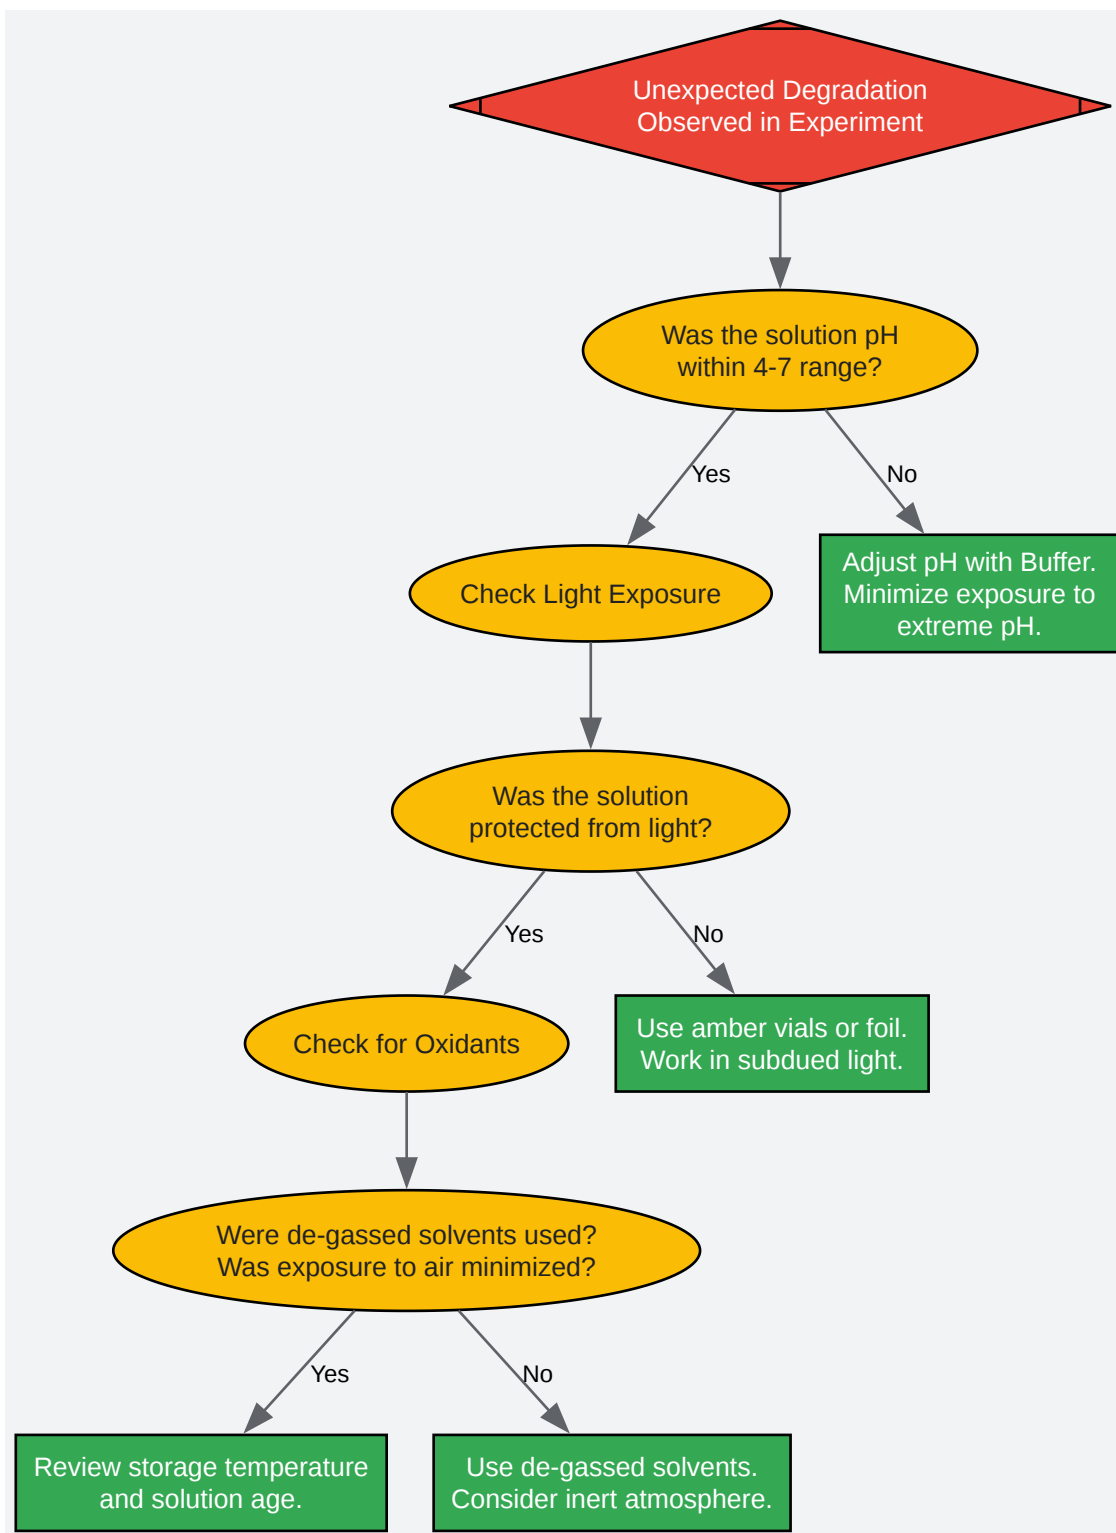 Unexpected Degradation
Observed in Experiment
Was the solution pH
within 4-7 range?
Yes
No
Check Light Exposure
Adjust pH with Buffer.
Minimize exposure to
extreme pH.
Was the solution
protected from light?
Yes
No
Check for Oxidants
Use amber vials or foil.
Work in subdued light.
Were de-gassed solvents used?
Was exposure to air minimized?
Yes
No
Review storage temperature
and solution age.
Use de-gassed solvents.
Consider inert atmosphere.